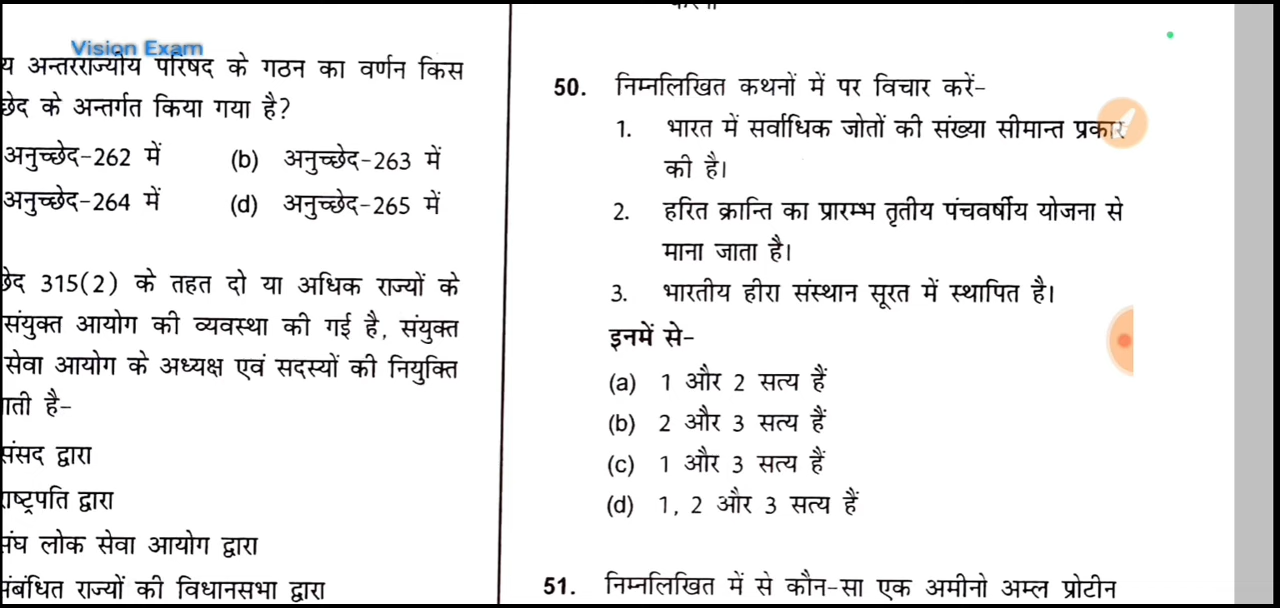 Vision Exam
य अन्तरराज्यीय परिषद के गठन का वर्णन किस
छेद के अन्तर्गत किया गया है?
अनुच्छेद-262 में (b) अनुच्छेद-263 में
अनुच्छेद-264 में (d) अनुच्छेद-265 में
छेद 315(2) के तहत दो या अधिक राज्यों के
संयुक्त आयोग की व्यवस्था की गई है, संयुक्त
सेवा आयोग के अध्यक्ष एवं सदस्यों की नियुक्ति
ाती है-
संसद द्वारा
राष्ट्रपति द्वारा
संघ लोक सेवा आयोग द्वारा
संबंधित राज्यों की विधानसभा द्वारा
50. निम्नलिखित कथनों में पर विचार करें-
1. भारत में सर्वाधिक जोतों की संख्या सीमान्त प्रकार
की है।
2. हरित क्रान्ति का प्रारम्भ तृतीय पंचवर्षीय योजना से
माना जाता है।
3. भारतीय हीरा संस्थान सूरत में स्थापित है।
इनमें से-
(a) 1 और 2 सत्य हैं
(b) 2 और 3 सत्य हैं
(c) 1 और 3 सत्य हैं
(d) 1, 2 और 3 सत्य हैं
51. निम्नलिखित में से कौन-सा एक अमीनो अम्ल प्रोटीन